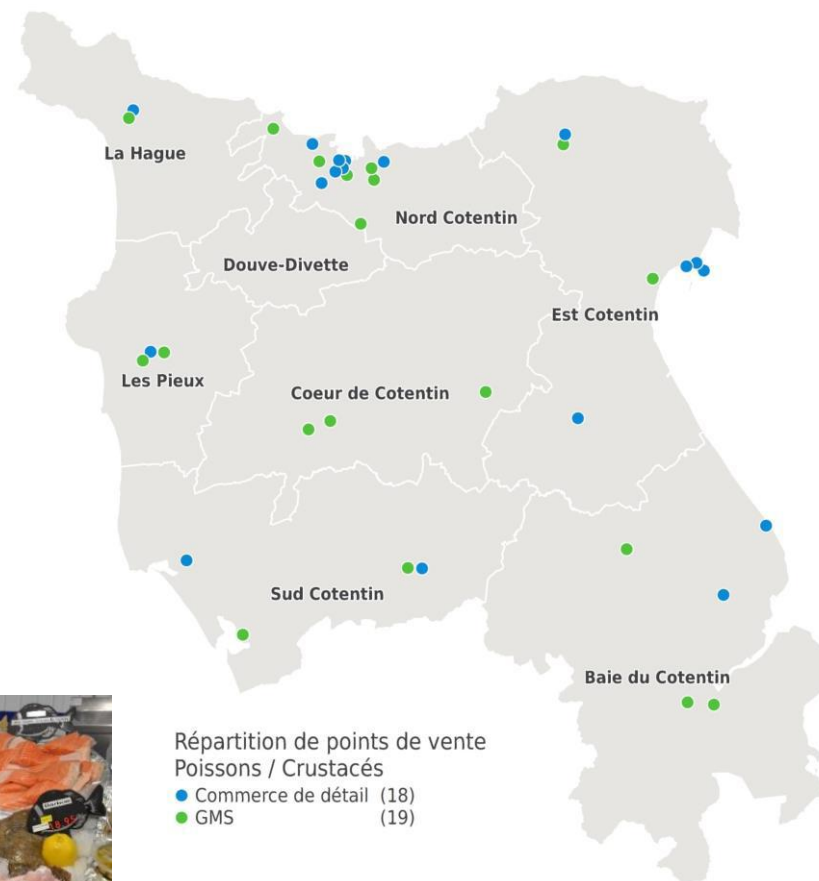 La Hague
Nord Cotentin
Douve-Divette
Est Cotentin
Les Pieux
Coeur de Cotentin
Sud Cotentin
Baie du Cotentin
Répartition de points de vente
Poissons / Crustacés
Commerce de détail (18)
GMS (19)